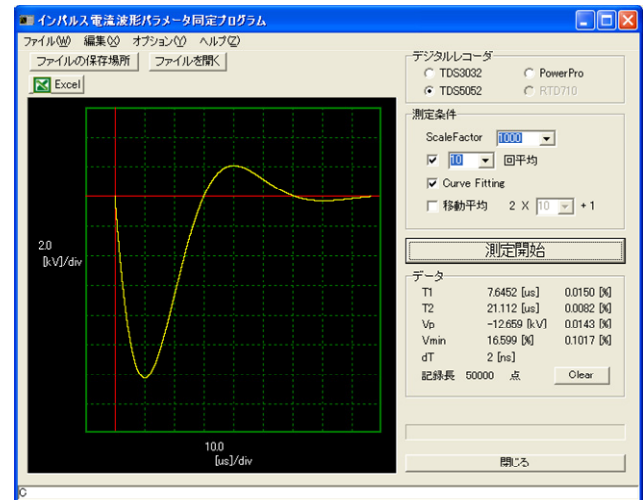 インパルス電流波形パラメータ同定プログラム
ファイル(W) 編集(X) オプション(Y) ヘルプ(Z)
ファイルの保存場所 ファイルを開く
Excel
2.0
[kV]/div
10.0
[us]/div
デジタルレコーダ
TDS3032 PowerPro
TDS5052 RTD710
測定条件
ScaleFactor 1000
10 回平均
Curve Fitting
移動平均 2 X 10 + 1
測定開始
データ
T1 7.6452 [us] 0.0150 [%]
T2 21.112 [us] 0.0082 [%]
Vp -12.659 [kV] 0.0143 [%]
Vmin 16.599 [%] 0.1017 [%]
dT 2 [ns]
記録長 50000 点 Clear
閉じる
C